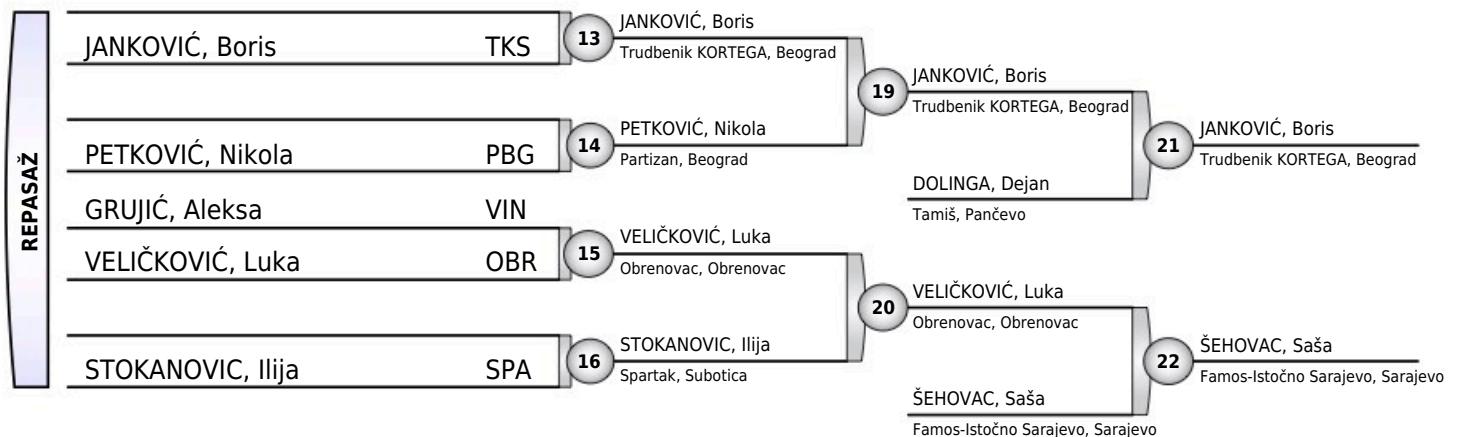 REPASAŽ
JANKOVIĆ, Boris TKS
PETKOVIĆ, Nikola PBG
GRUJIĆ, Aleksa VIN
VELIČKOVIĆ, Luka OBR
STOKANOVIC, Ilija SPA
13
JANKOVIĆ, Boris
Trudbenik KORTEGA, Beograd
14
PETKOVIĆ, Nikola
Partizan, Beograd
15
VELIČKOVIĆ, Luka
Obrenovac, Obrenovac
16
STOKANOVIC, Ilija
Spartak, Subotica
19
JANKOVIĆ, Boris
Trudbenik KORTEGA, Beograd
DOLINGA, Dejan
Tamiš, Pančevo
20
VELIČKOVIĆ, Luka
Obrenovac, Obrenovac
ŠEHOVAC, Saša
Famos-Istočno Sarajevo, Sarajevo
21
JANKOVIĆ, Boris
Trudbenik KORTEGA, Beograd
22
ŠEHOVAC, Saša
Famos-Istočno Sarajevo, Sarajevo